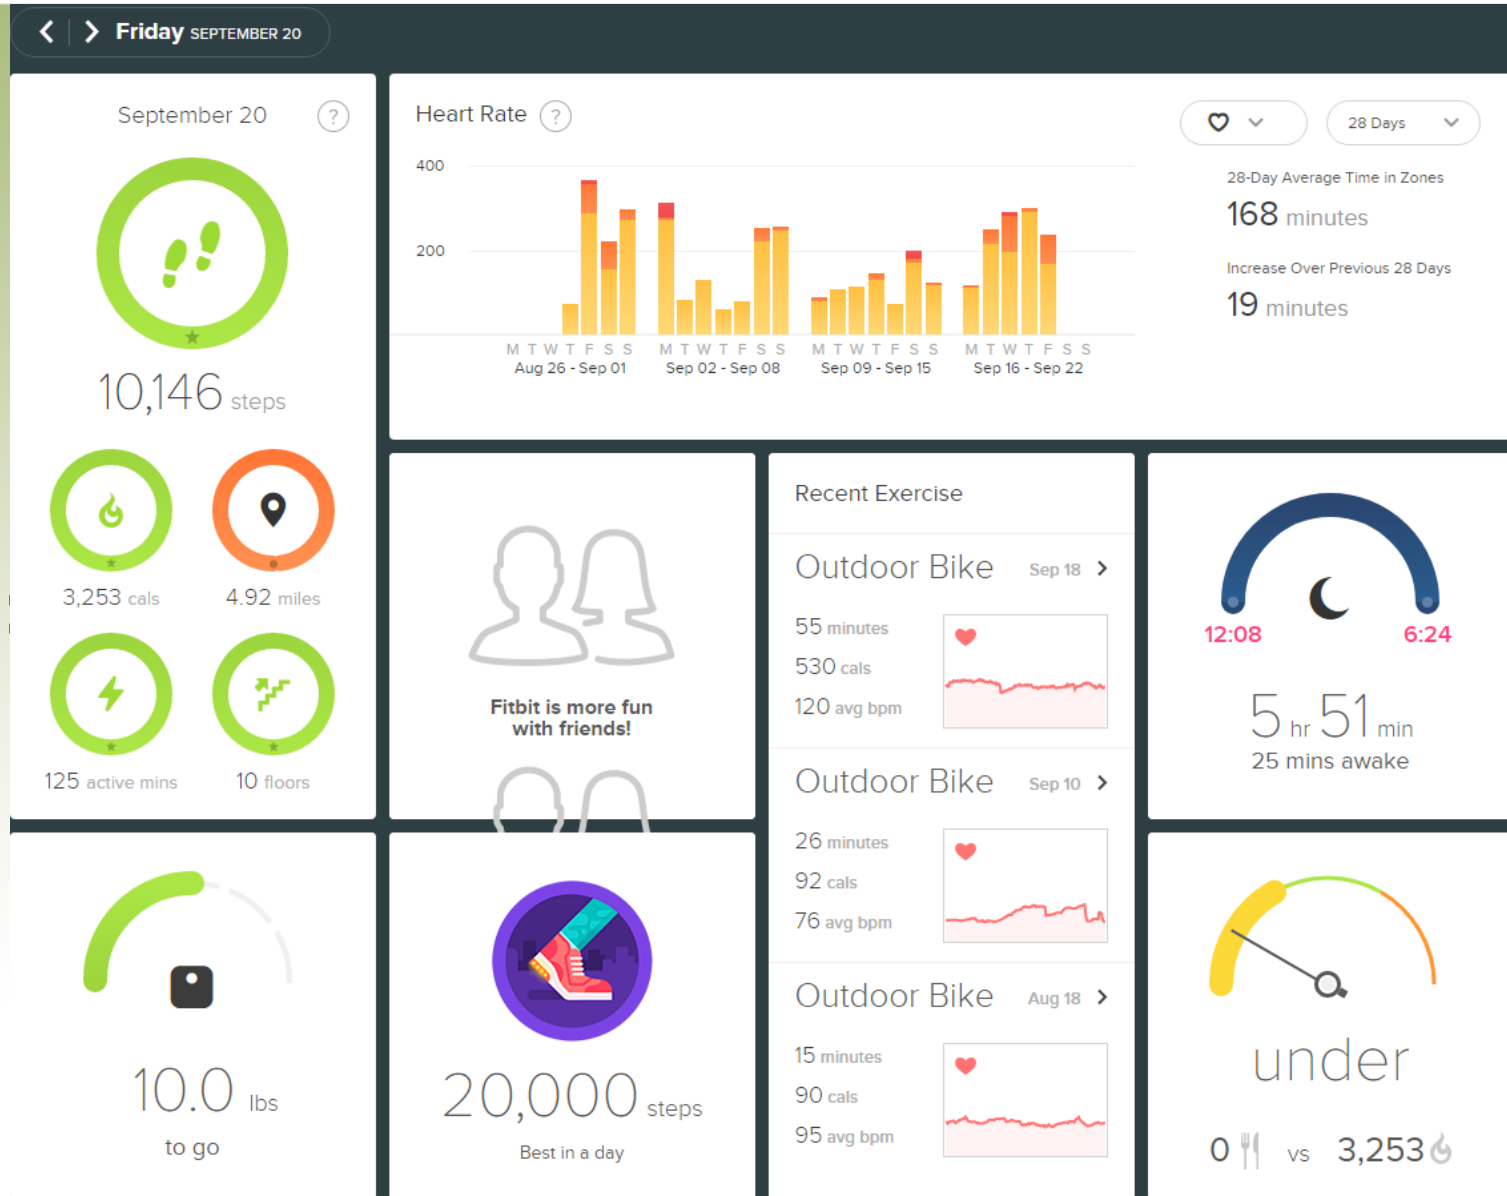 Friday SEPTEMBER 20
September 20 ?
10,146 steps
3,253 cals
4.92 miles
125 active mins
10 floors
Heart Rate ?
28 Days
400
200
M T W T F S S M T W T F S S M T W T F S S M T W T F S S
Aug 26 - Sep 01 Sep 02 - Sep 08 Sep 09 - Sep 15 Sep 16 - Sep 22
28-Day Average Time in Zones
168 minutes
Increase Over Previous 28 Days
19 minutes
Fitbit is more fun
with friends!
Recent Exercise
Outdoor Bike Sep 18
55 minutes
530 cals
120 avg bpm
Outdoor Bike Sep 10
26 minutes
92 cals
76 avg bpm
Outdoor Bike Aug 18
15 minutes
90 cals
95 avg bpm
12:08 6:24
5 hr 51 min
25 mins awake
10.0 lbs
to go
20,000 steps
Best in a day
under
0 vs 3,253